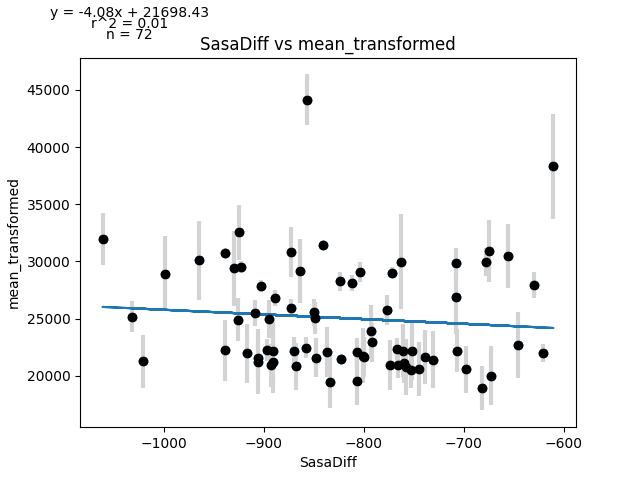 y = -4.08x + 21698.43
r^2 = 0.01
n = 72
SasaDiff vs mean_transformed
mean_transformed
45000
40000
35000
30000
25000
20000
−1000
−900
−800
−700
−600
SasaDiff